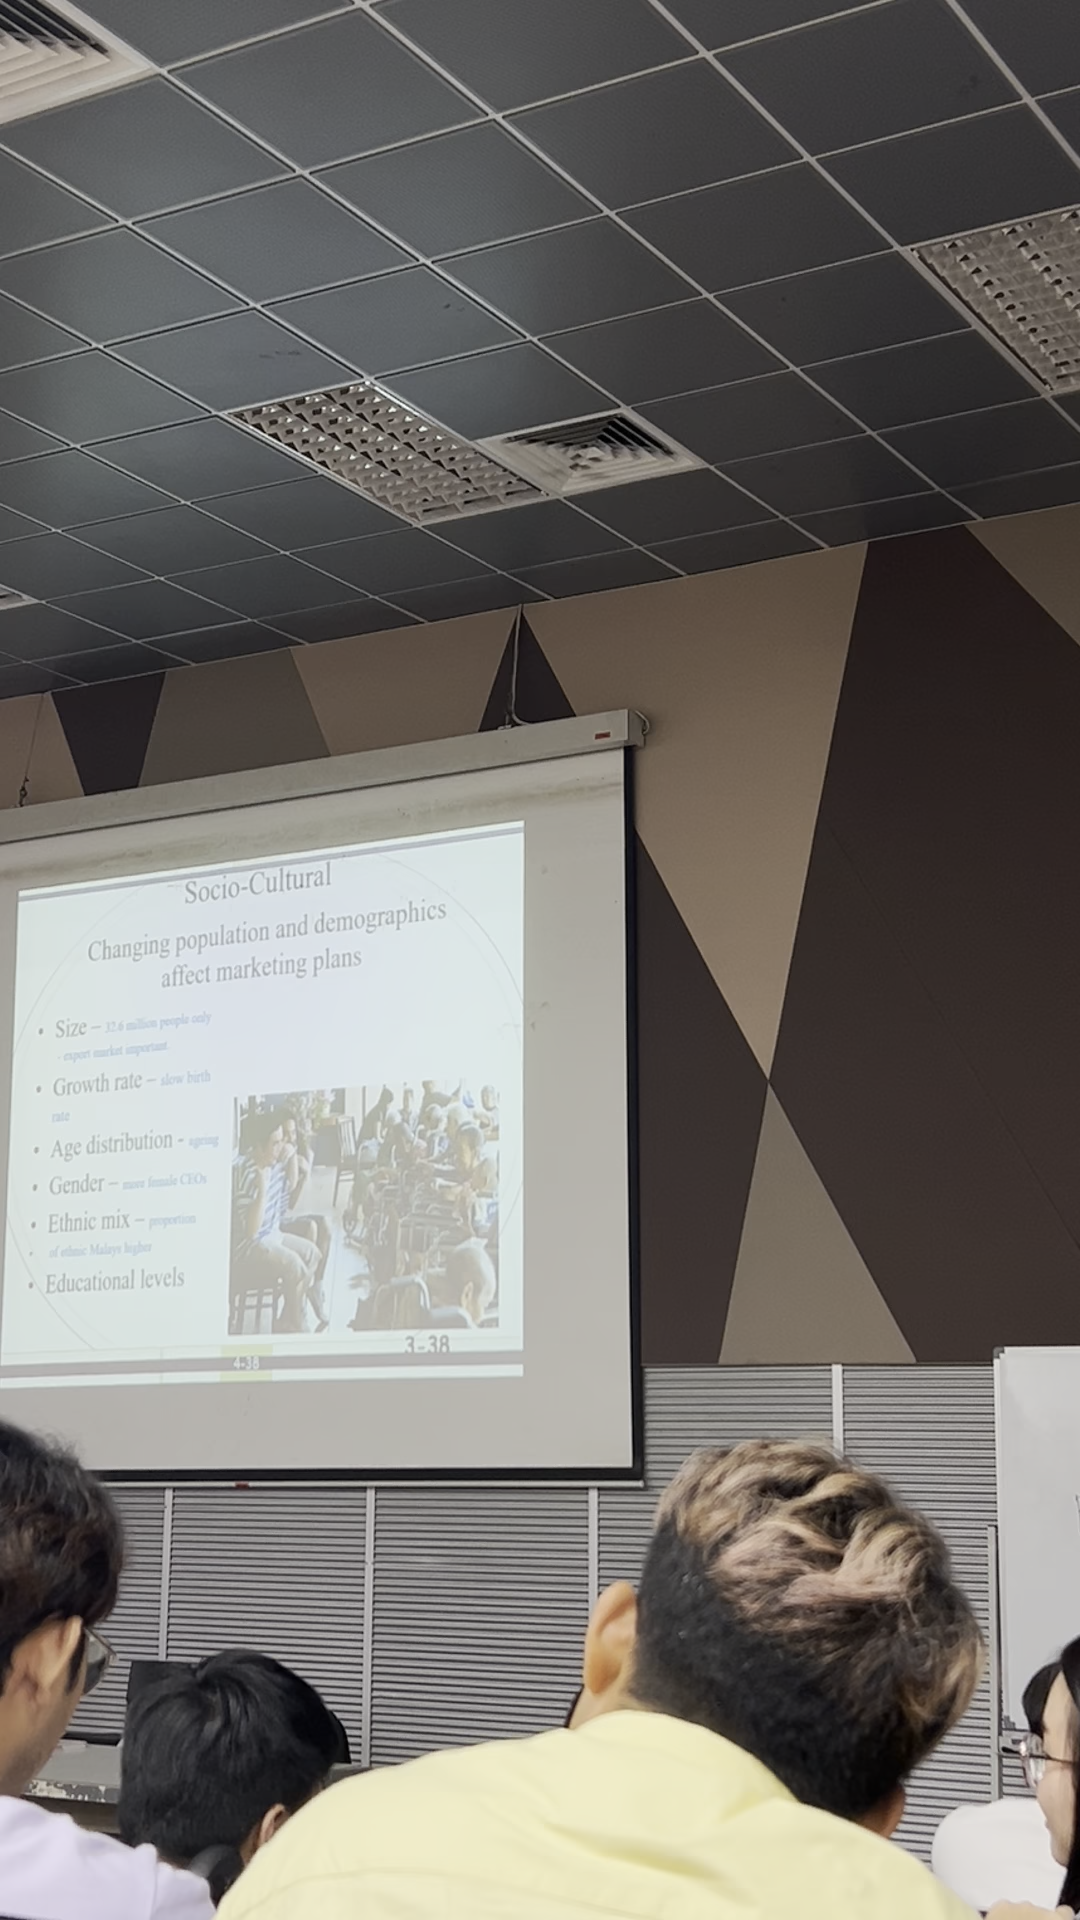 Socio-Cultural
Changing population and demographics
affect marketing plans
• Size – 32.6 million people only
- export market important
• Growth rate – slow birth
rate
• Age distribution - ageing
• Gender – more female CEOs
• Ethnic mix – proportion
• of ethnic Malays higher
• Educational levels
3-38
4-38